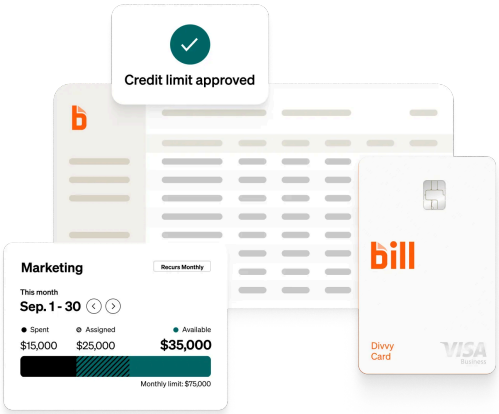 Credit limit approved
b
bill
Divvy
Card
VISA
Business
Marketing
Recurs Monthly
This month
Sep. 1 - 30
Spent
Assigned
Available
$15,000
$25,000
$35,000
Monthly limit: $75,000